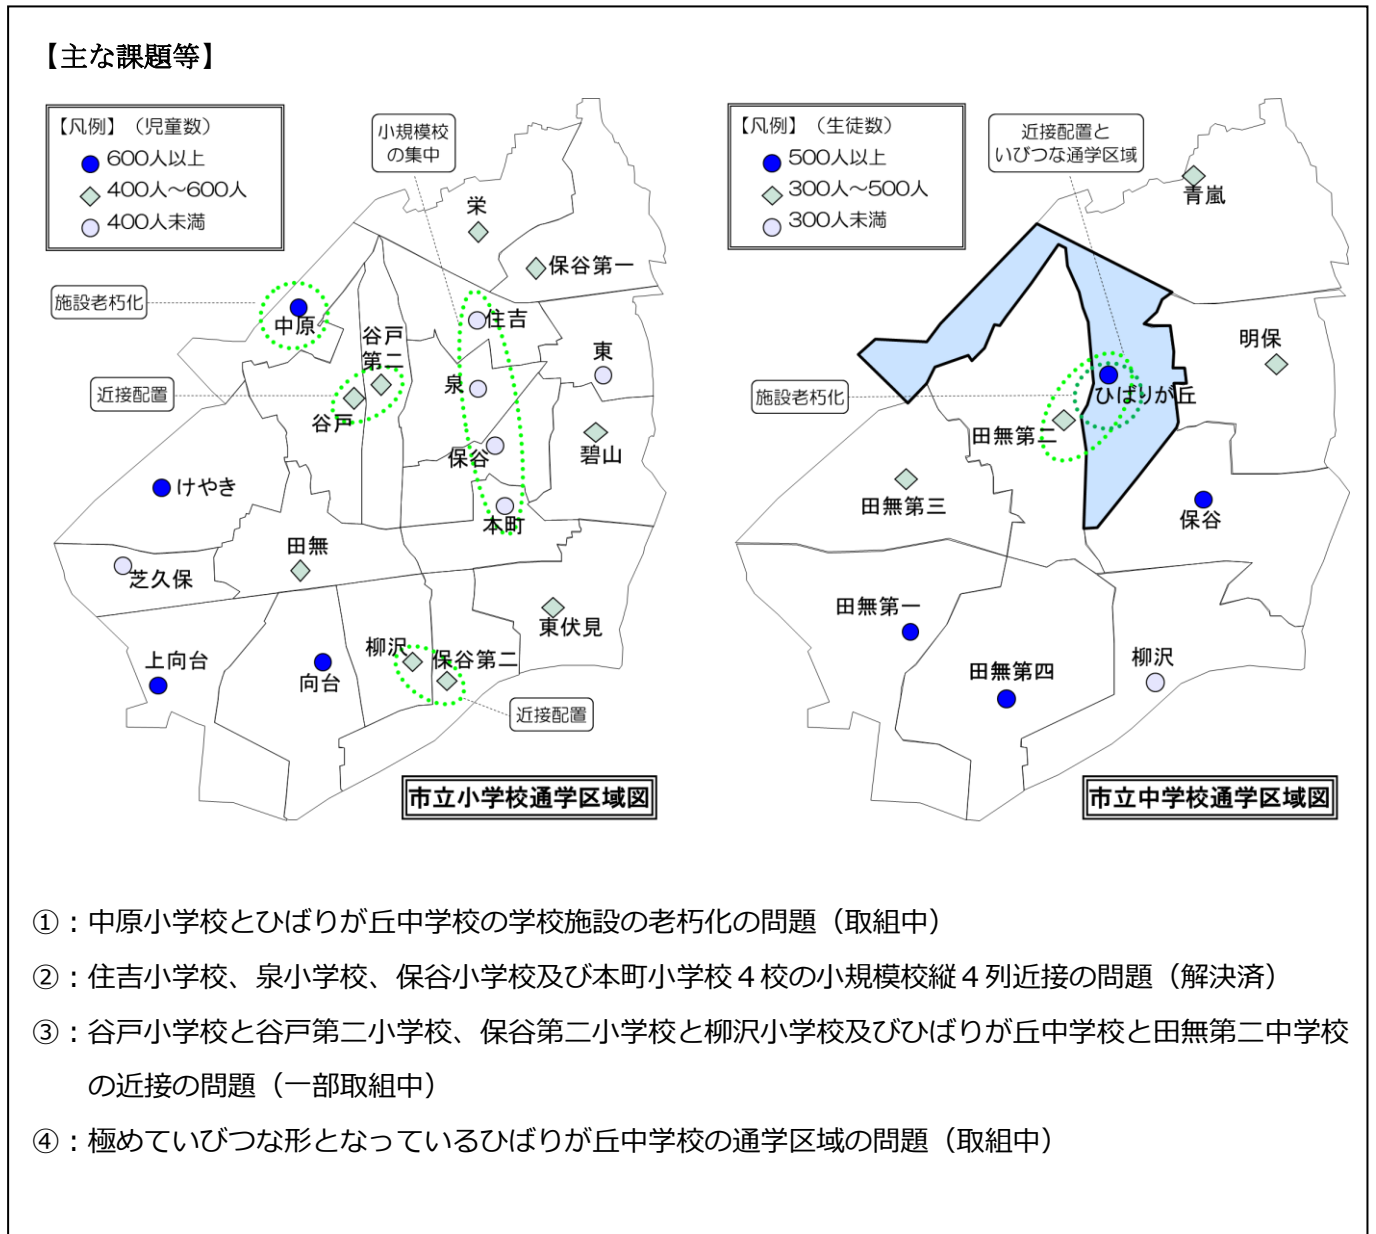 【主な課題等】
【凡例】（児童数）
600人以上
400人～600人
400人未満
小規模校
の集中
栄
保谷第一
施設老朽化
中原
住吉
谷戸
第二
東
近接配置
泉
谷戸
碧山
保谷
けやき
本町
田無
芝久保
東伏見
柳沢
保谷第二
上向台
向台
近接配置
市立小学校通学区域図
【凡例】（生徒数）
500人以上
300人～500人
300人未満
近接配置と
いびつな通学区域
青嵐
明保
施設老朽化
ひばりが丘
田無第二
田無第三
保谷
田無第一
田無第四
柳沢
市立中学校通学区域図
①：中原小学校とひばりが丘中学校の学校施設の老朽化の問題（取組中）
②：住吉小学校、泉小学校、保谷小学校及び本町小学校４校の小規模校縦４列近接の問題（解決済）
③：谷戸小学校と谷戸第二小学校、保谷第二小学校と柳沢小学校及びひばりが丘中学校と田無第二中学校
の近接の問題（一部取組中）
④：極めていびつな形となっているひばりが丘中学校の通学区域の問題（取組中）